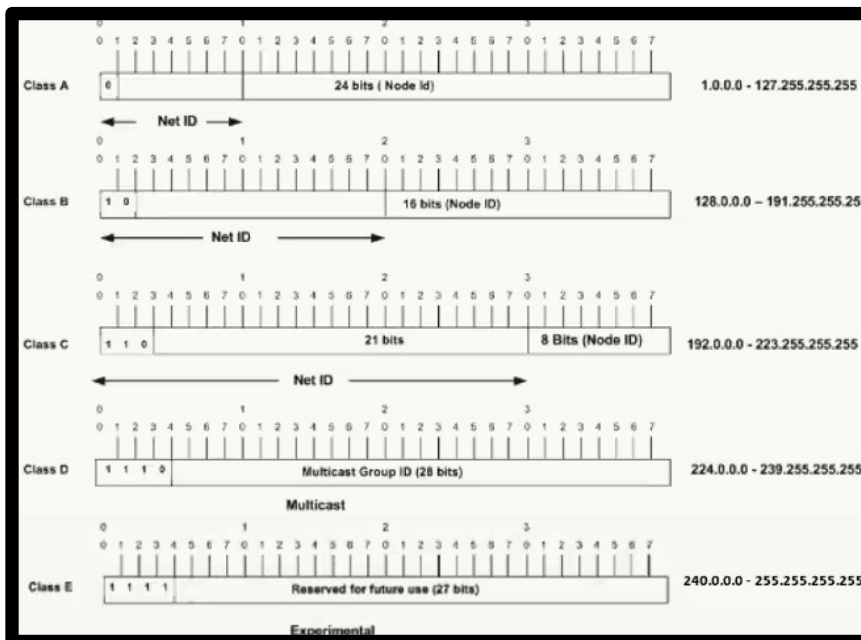 0 1 2 3
0 1 2 3 4 5 6 7 0 1 2 3 4 5 6 7 0 1 2 3 4 5 6 7 0 1 2 3 4 5 6 7
Class A 0 24 bits ( Node Id) 1.0.0.0 - 127.255.255.255
Net ID
0 1 2 3
0 1 2 3 4 5 6 7 0 1 2 3 4 5 6 7 0 1 2 3 4 5 6 7 0 1 2 3 4 5 6 7
Class B 1 0 16 bits (Node ID) 128.0.0.0 – 191.255.255.25
Net ID
0 1 2 3
0 1 2 3 4 5 6 7 0 1 2 3 4 5 6 7 0 1 2 3 4 5 6 7 0 1 2 3 4 5 6 7
Class C 1 1 0 21 bits 8 Bits (Node ID) 192.0.0.0 - 223.255.255.255
Net ID
0 1 2 3
0 1 2 3 4 5 6 7 0 1 2 3 4 5 6 7 0 1 2 3 4 5 6 7 0 1 2 3 4 5 6 7
Class D 1 1 1 0 Multicast Group ID (28 bits) 224.0.0.0 - 239.255.255.255
Multicast
0 1 2 3
0 1 2 3 4 5 6 7 0 1 2 3 4 5 6 7 0 1 2 3 4 5 6 7 0 1 2 3 4 5 6 7
Class E 1 1 1 1 Reserved for future use (27 bits) 240.0.0.0 - 255.255.255.255
Experimental